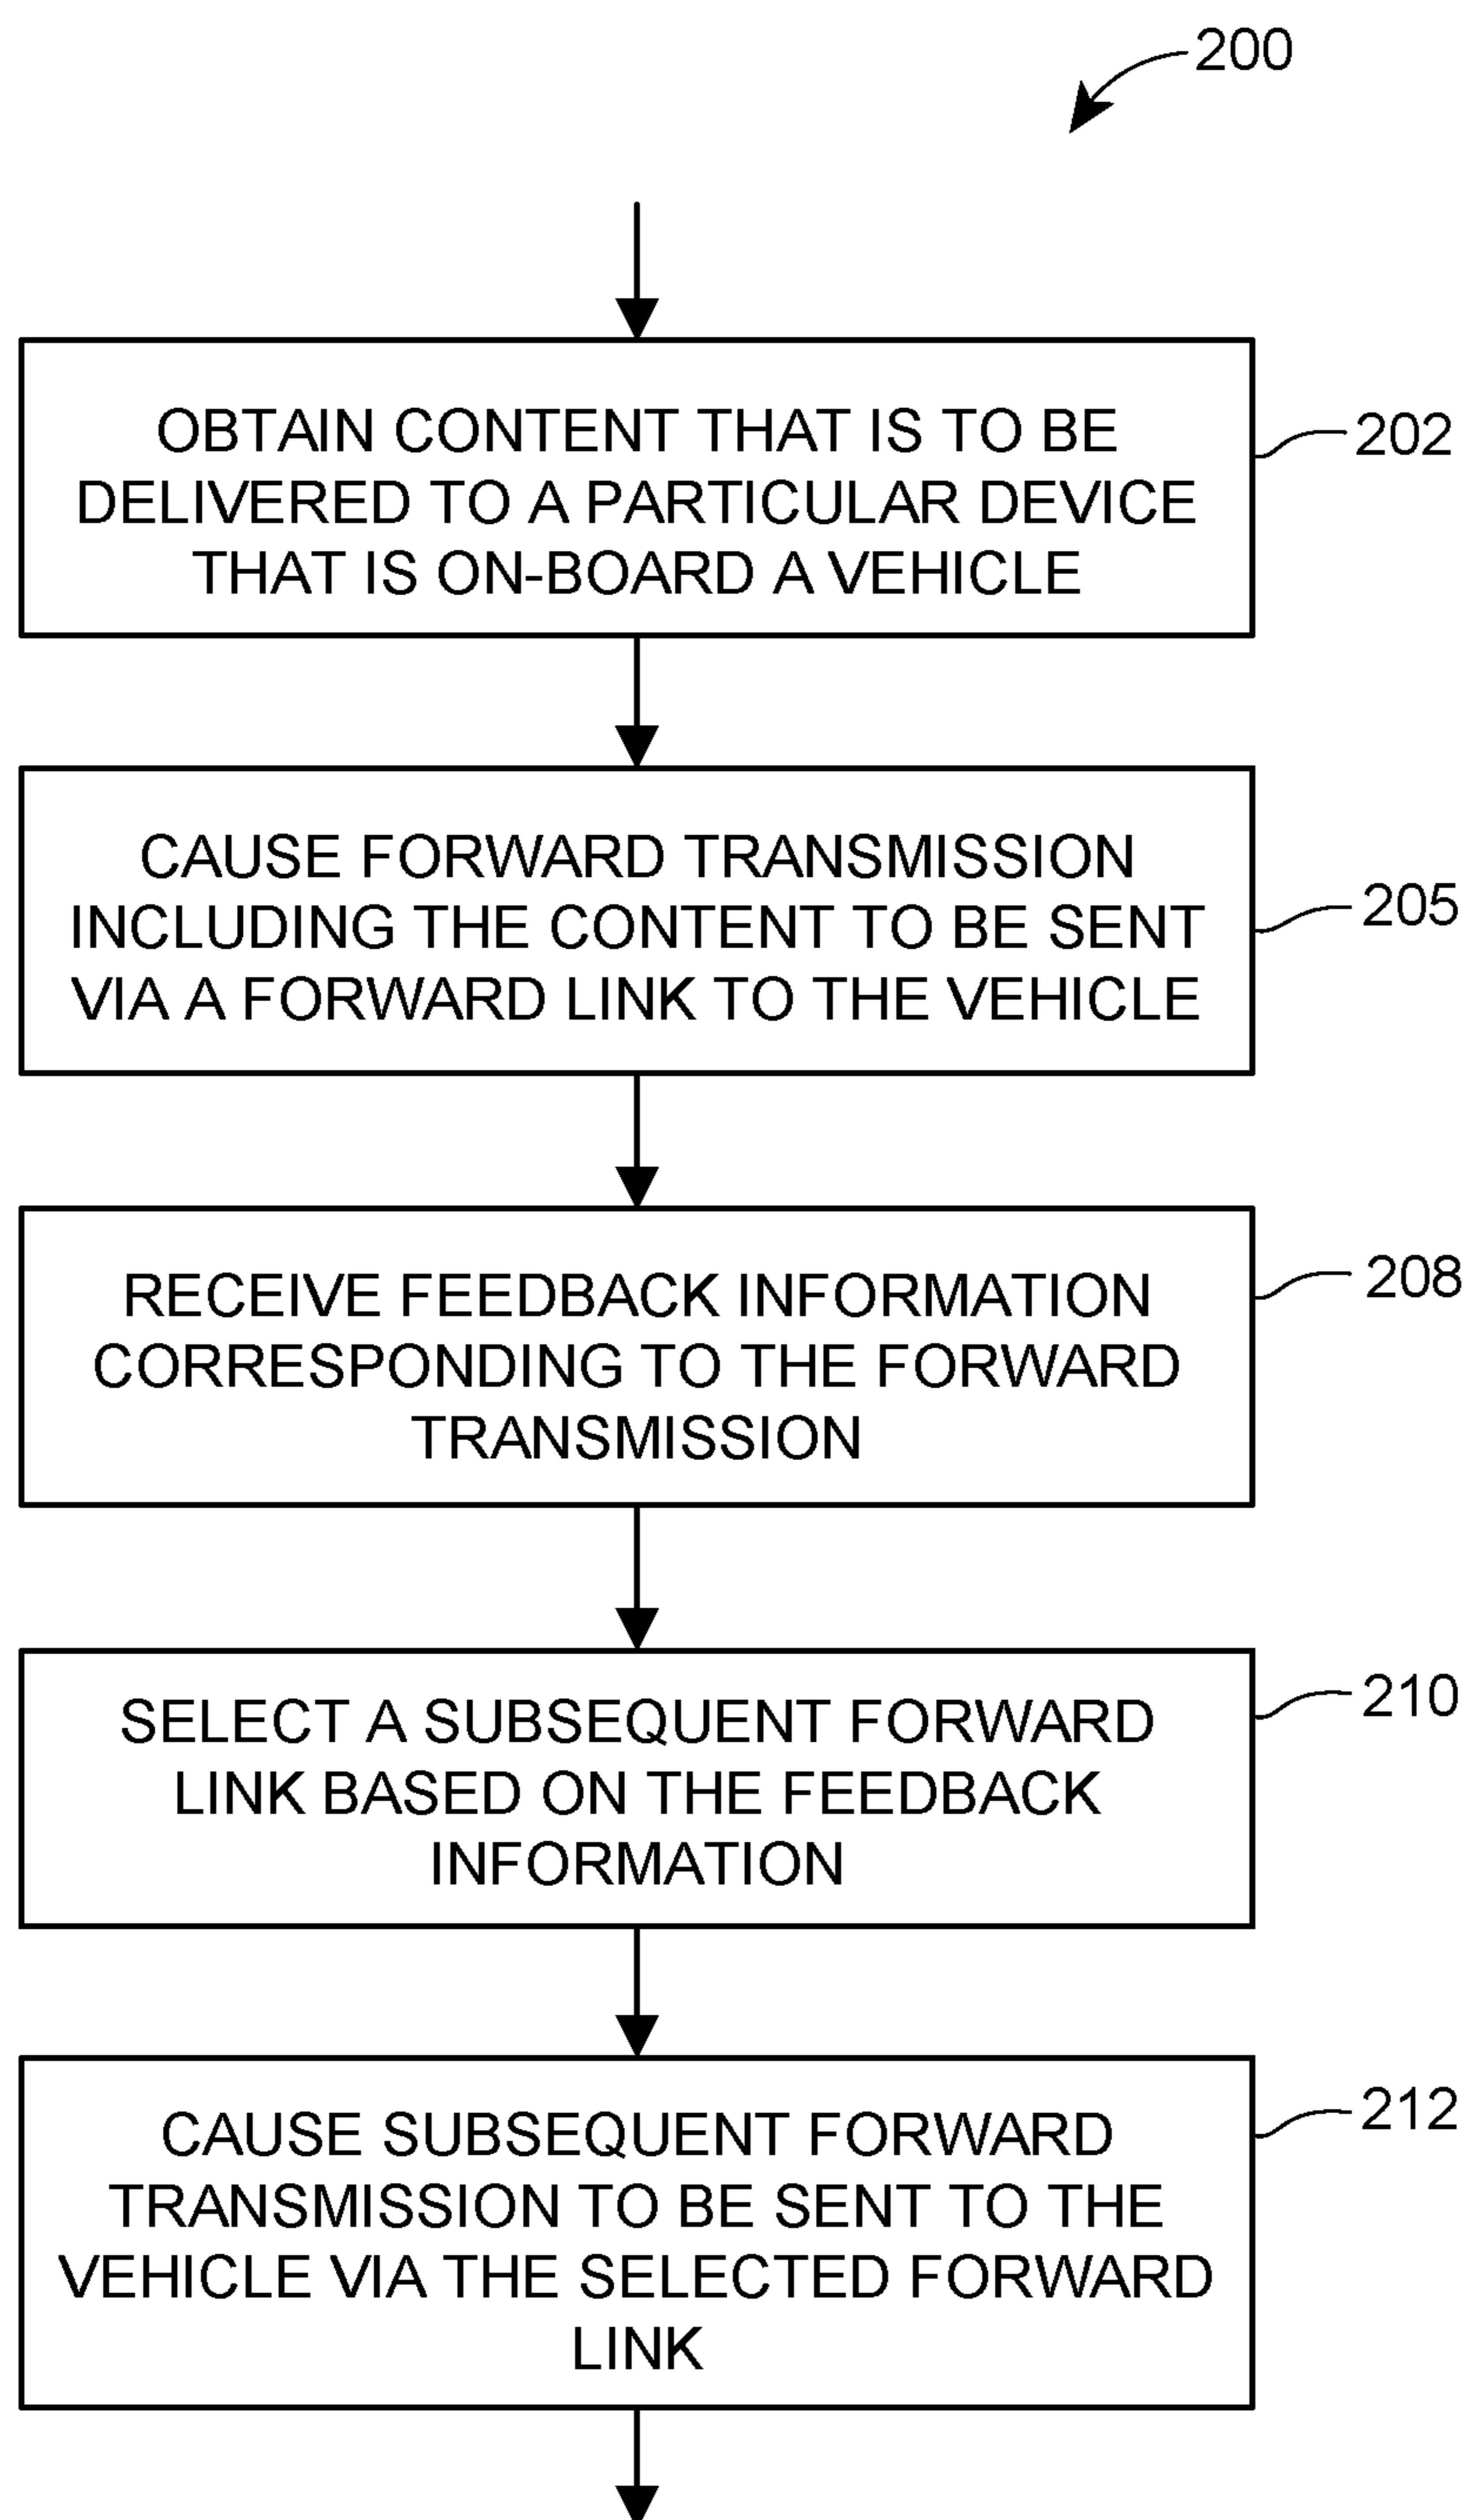 200
OBTAIN CONTENT THAT IS TO BE
DELIVERED TO A PARTICULAR DEVICE
THAT IS ON-BOARD A VEHICLE
202
CAUSE FORWARD TRANSMISSION
INCLUDING THE CONTENT TO BE SENT
VIA A FORWARD LINK TO THE VEHICLE
205
RECEIVE FEEDBACK INFORMATION
CORRESPONDING TO THE FORWARD
TRANSMISSION
208
SELECT A SUBSEQUENT FORWARD
LINK BASED ON THE FEEDBACK
INFORMATION
210
CAUSE SUBSEQUENT FORWARD
TRANSMISSION TO BE SENT TO THE
VEHICLE VIA THE SELECTED FORWARD
LINK
212